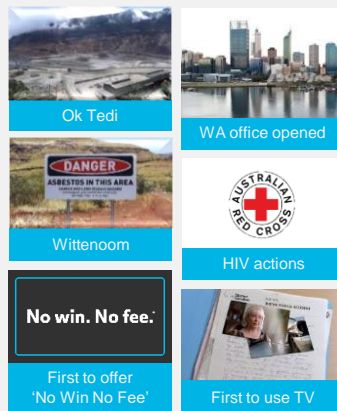 Ok Tedi
WA office opened
DANGER
ASBESTOS IN THIS AREA
Wittenoom
AUSTRALIAN
RED CROSS
HIV actions
No win. No fee.*
First to offer
'No Win No Fee'
First to use TV